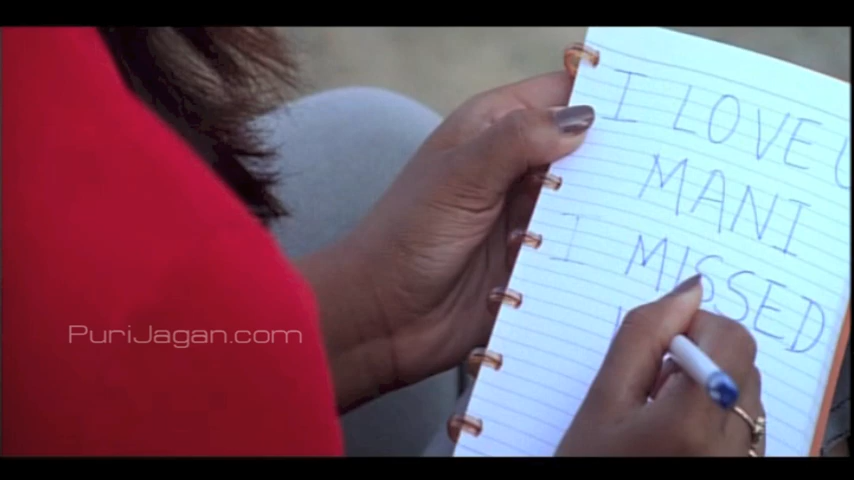 I LOVE U
MANI
I MISSED
PuriJagan.com